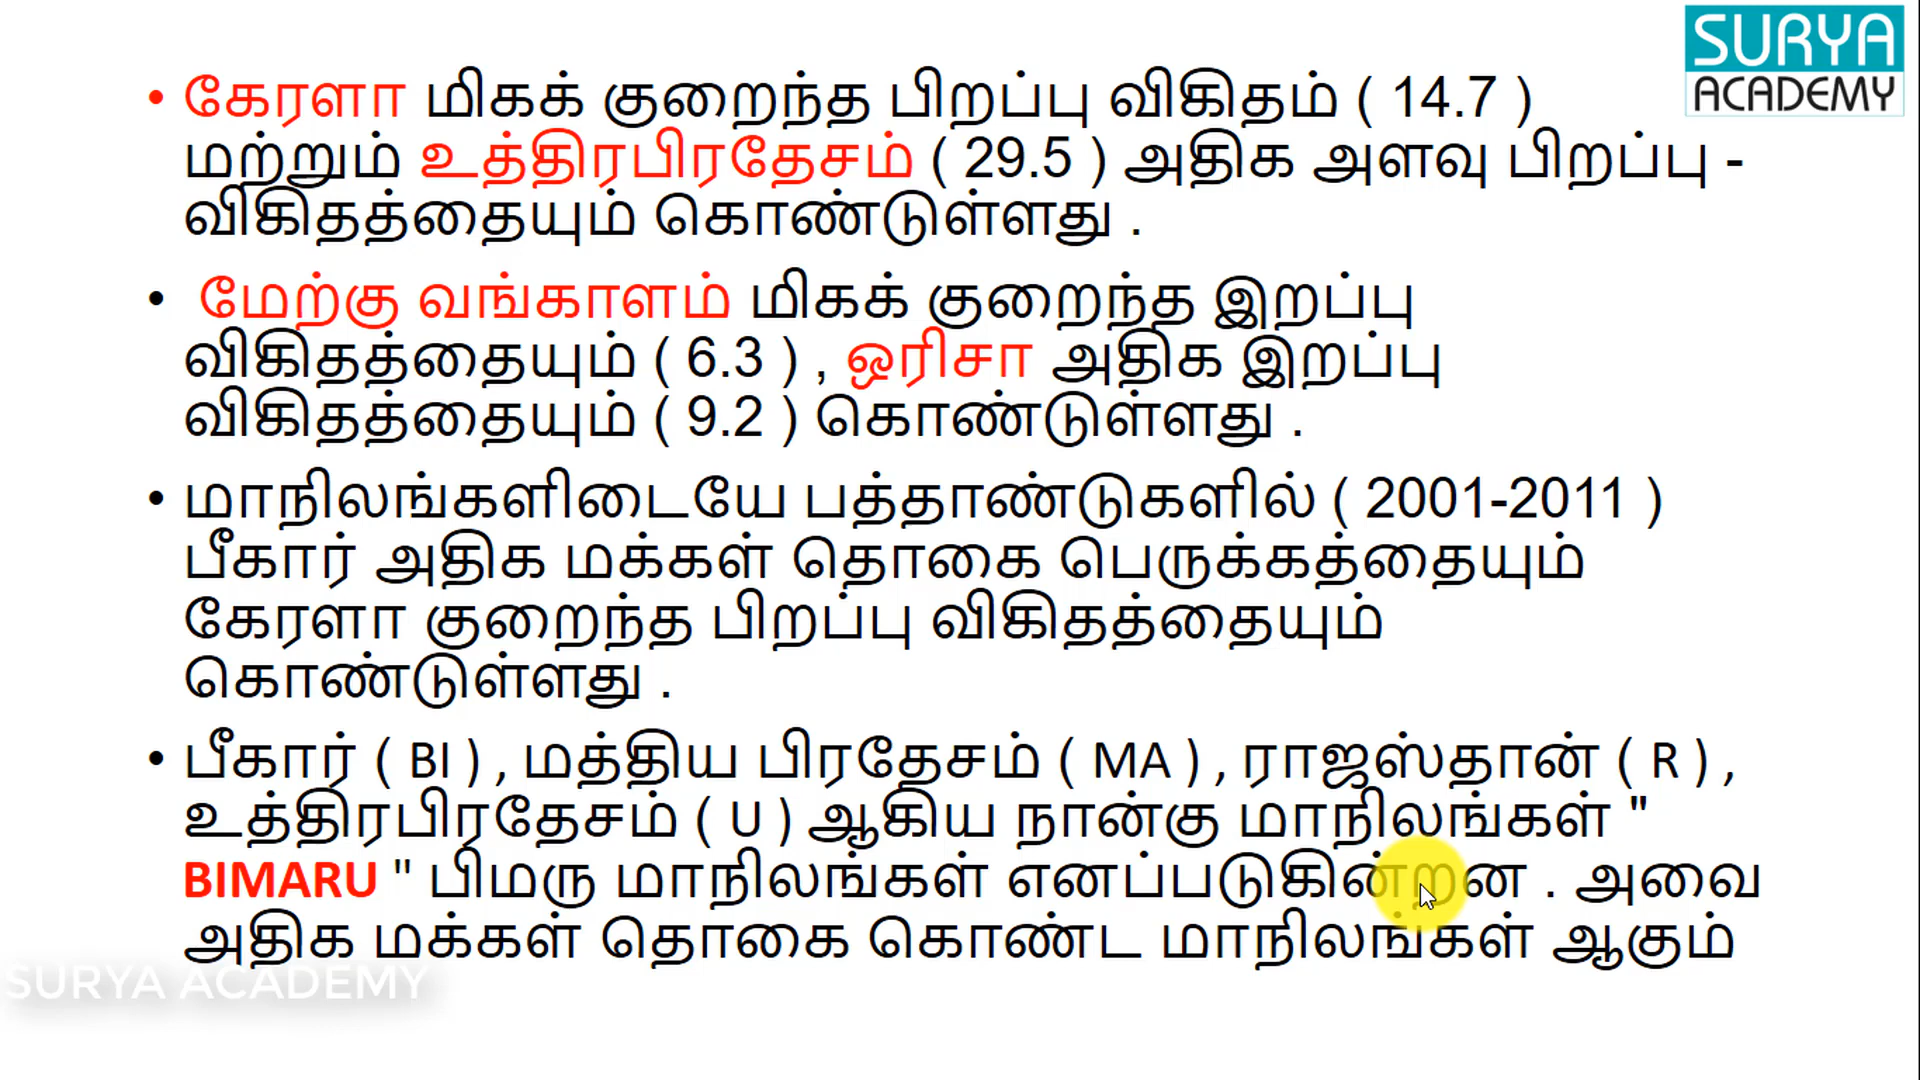 SURYA
ACADEMY
• கேரளா மிகக் குறைந்த பிறப்பு விகிதம் ( 14.7 )
மற்றும் உத்திரபிரதேசம் ( 29.5 ) அதிக அளவு பிறப்பு -
விகிதத்தையும் கொண்டுள்ளது .
• மேற்கு வங்காளம் மிகக் குறைந்த இறப்பு
விகிதத்தையும் ( 6.3 ) , ஒரிசா அதிக இறப்பு
விகிதத்தையும் ( 9.2 ) கொண்டுள்ளது .
• மாநிலங்களிடையே பத்தாண்டுகளில் ( 2001-2011 )
பீகார் அதிக மக்கள் தொகை பெருக்கத்தையும்
கேரளா குறைந்த பிறப்பு விகிதத்தையும்
கொண்டுள்ளது .
• பீகார் ( BI ) , மத்திய பிரதேசம் ( MA ) , ராஜஸ்தான் ( R ) ,
உத்திரபிரதேசம் ( U ) ஆகிய நான்கு மாநிலங்கள் "
BIMARU " பிமரு மாநிலங்கள் எனப்படுகின்றன . அவை
அதிக மக்கள் தொகை கொண்ட மாநிலங்கள் ஆகும்
SURYA ACADEMY